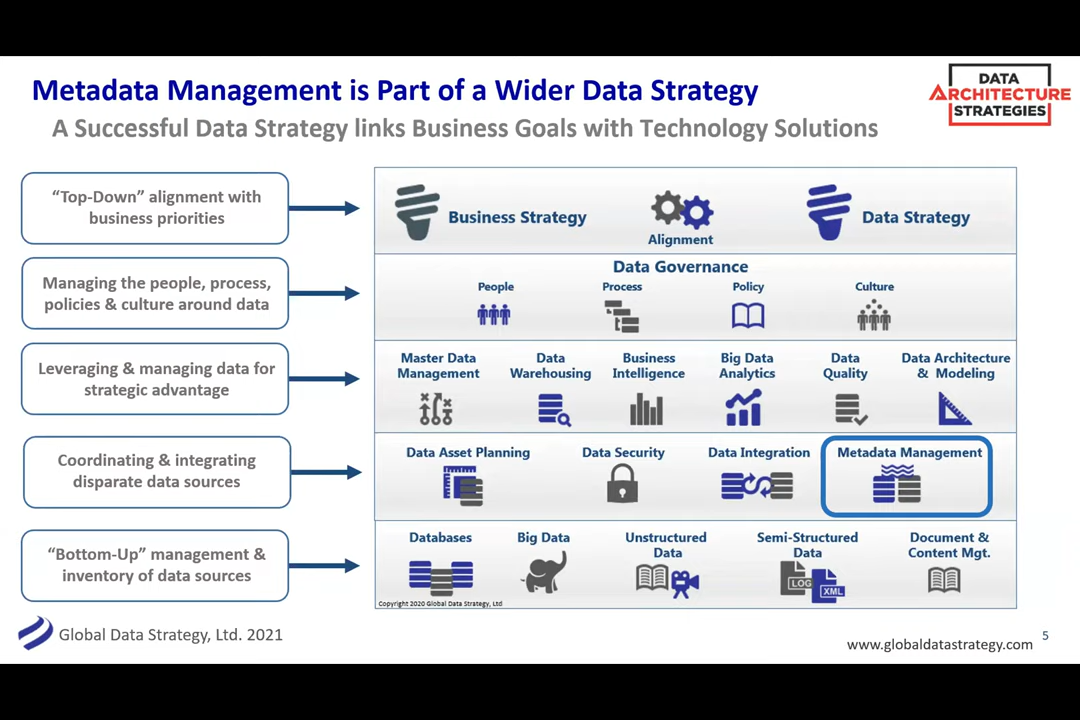 Metadata Management is Part of a Wider Data Strategy
A Successful Data Strategy links Business Goals with Technology Solutions
DATA
ARCHITECTURE
STRATEGIES
“Top-Down” alignment with
business priorities
Business Strategy
Alignment
Data Strategy
Managing the people, process,
policies & culture around data
Data Governance
People
Process
Policy
Culture
Leveraging & managing data for
strategic advantage
Master Data
Management
Data
Warehousing
Business
Intelligence
Big Data
Analytics
Data
Quality
Data Architecture
& Modeling
Coordinating & integrating
disparate data sources
Data Asset Planning
Data Security
Data Integration
Metadata Management
“Bottom-Up” management &
inventory of data sources
Databases
Big Data
Unstructured
Data
Semi-Structured
Data
LOG
XML
Document &
Content Mgt.
Copyright 2020 Global Data Strategy, Ltd
Global Data Strategy, Ltd. 2021
www.globaldatastrategy.com
5